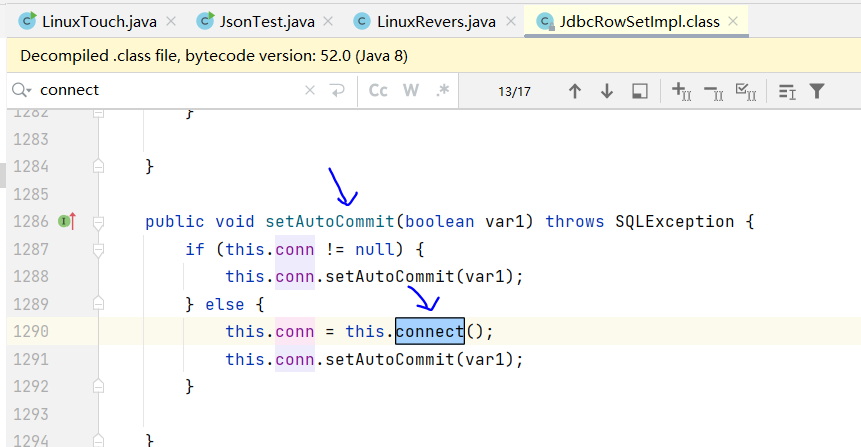 LinuxTouch.java JsonTest.java LinuxRevers.java JdbcRowSetImpl.class
Decompiled .class file, bytecode version: 52.0 (Java 8)
connect Cc W .* 13/17
1282 }
1283
1284 }
1285
1286 public void setAutoCommit(boolean var1) throws SQLException {
1287 if (this.conn != null) {
1288 this.conn.setAutoCommit(var1);
1289 } else {
1290 this.conn = this.connect();
1291 this.conn.setAutoCommit(var1);
1292 }
1293
1294 }